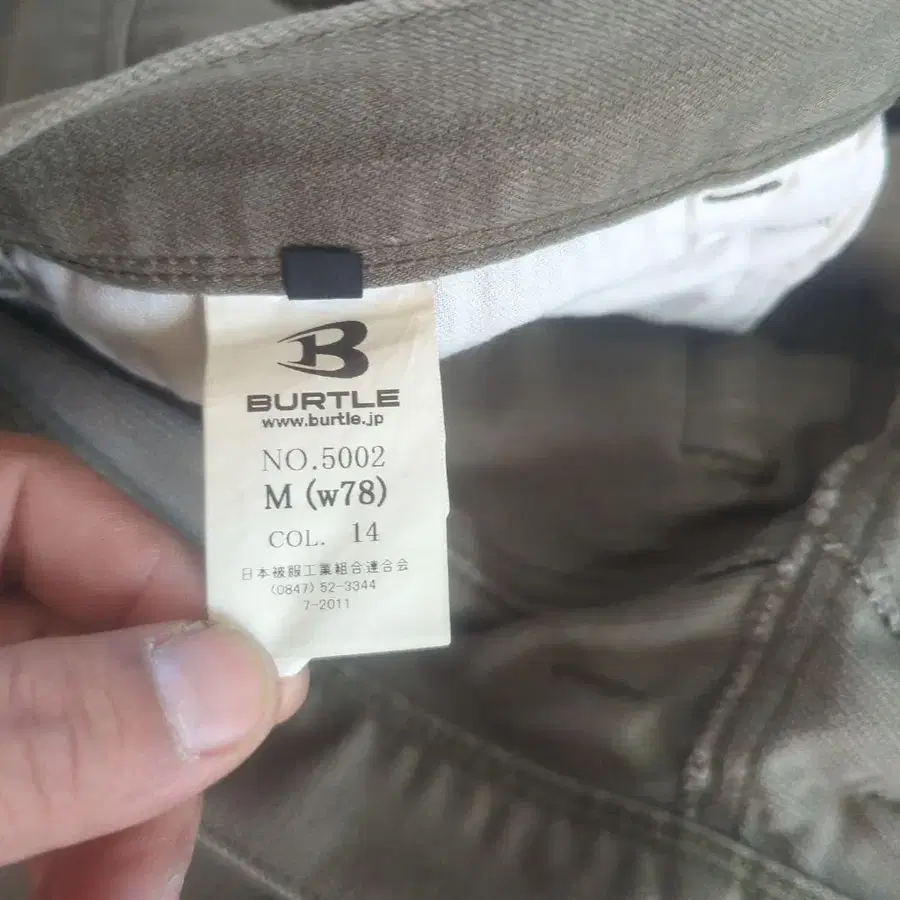 BURTLE
www.burtle.jp
NO.5002
M (w78)
COL. 14
日本被服工業組合連合会
(0847) 52-3344
7-2011